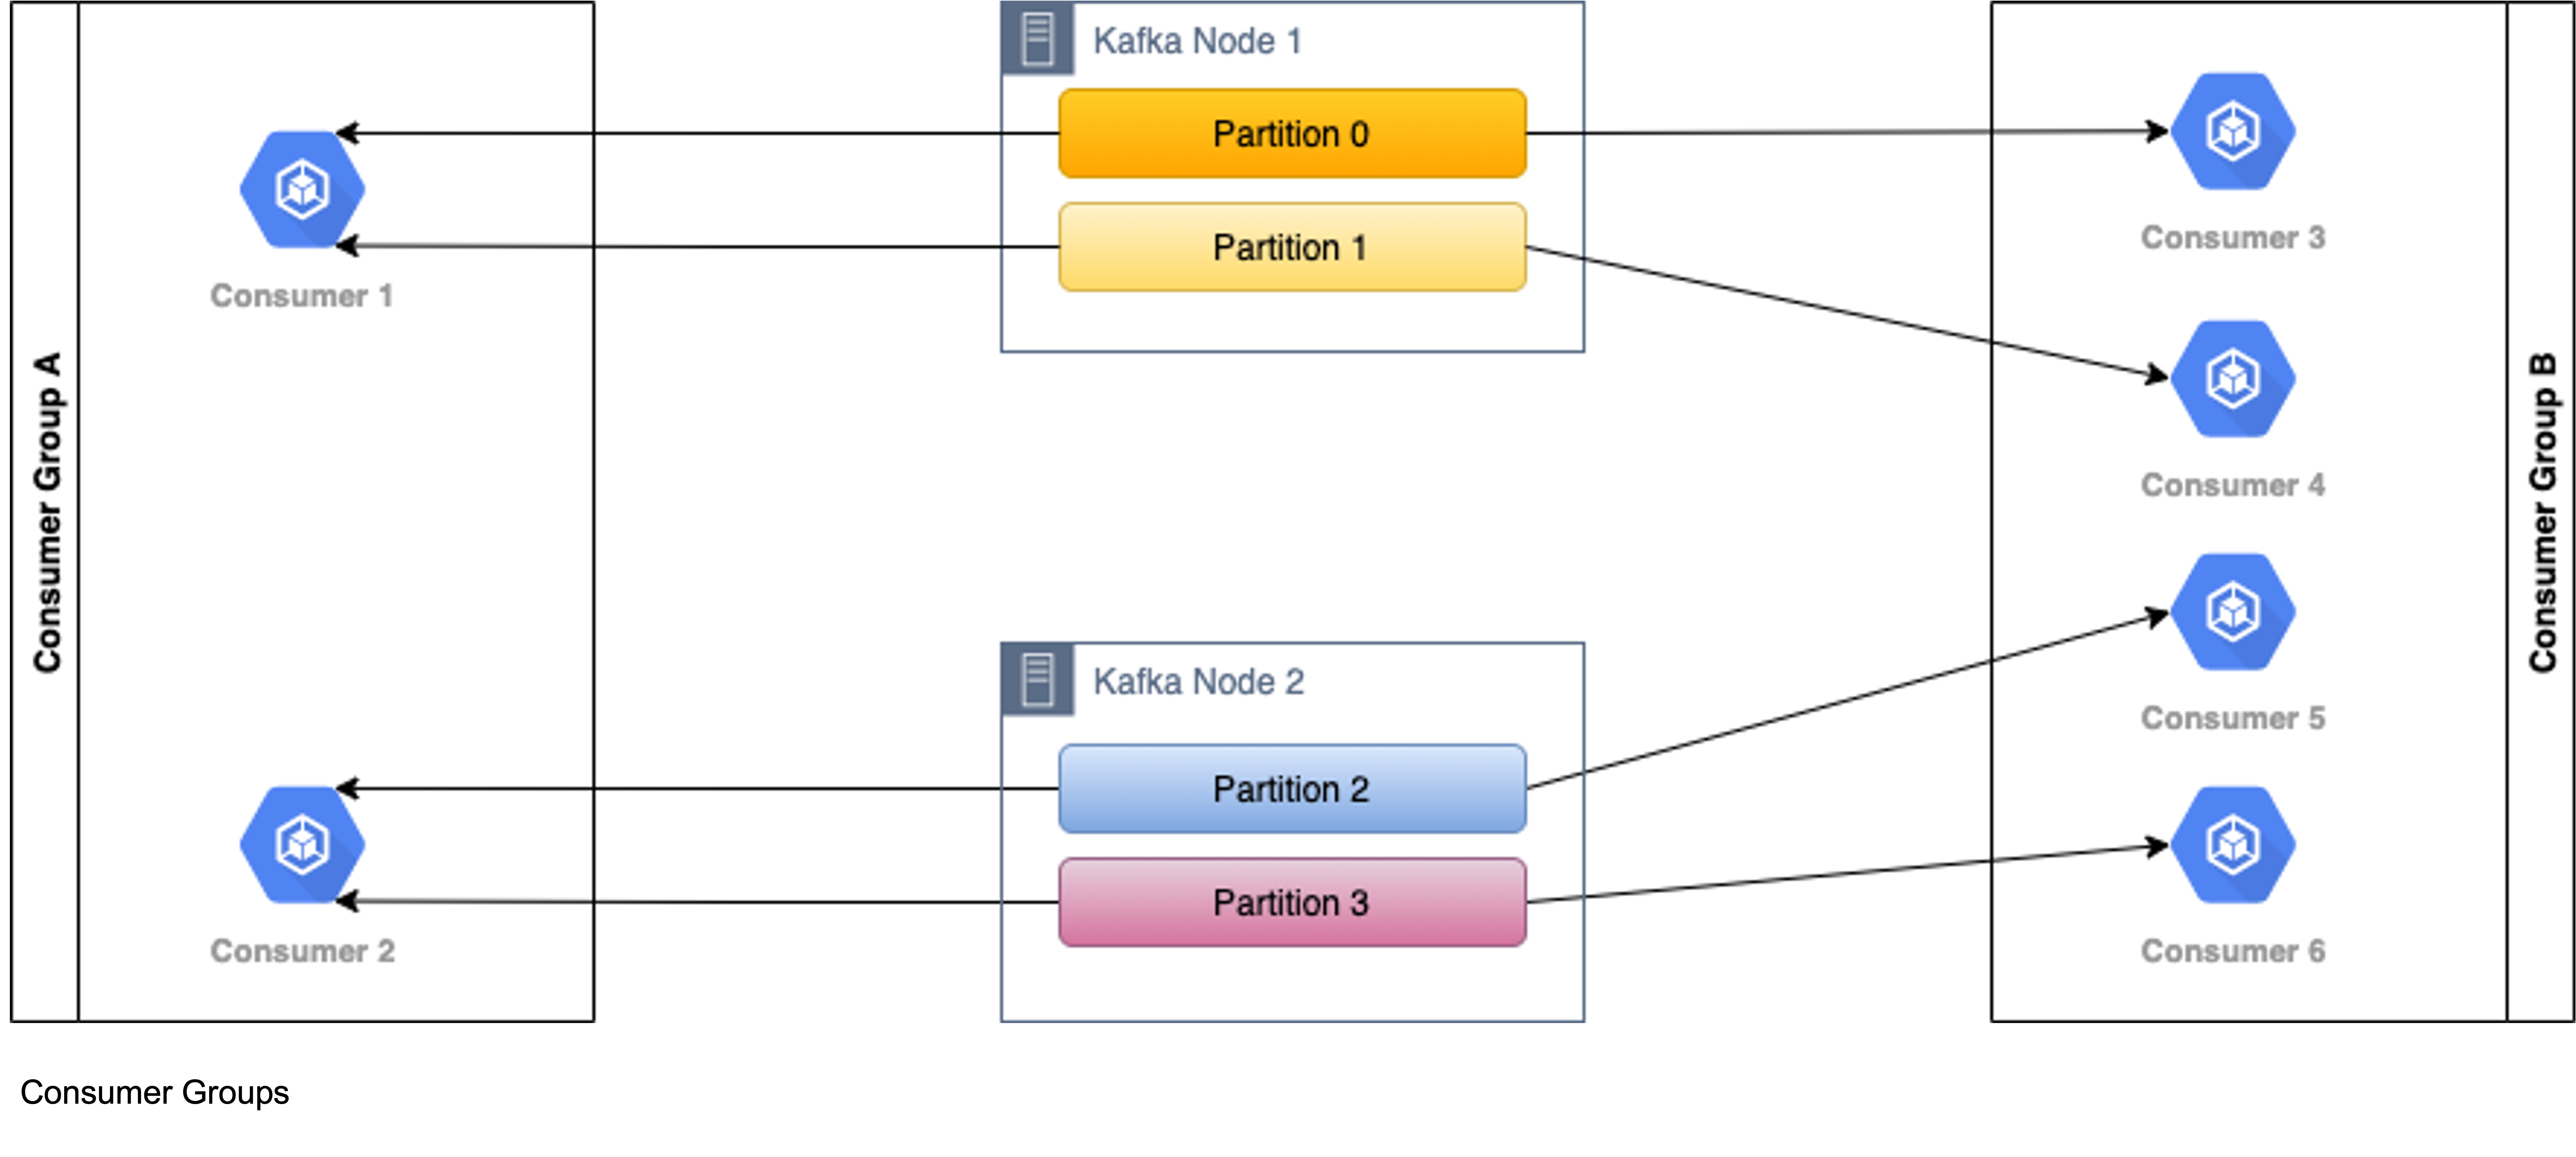 Consumer Group A
Consumer 1
Consumer 2
Kafka Node 1
Partition 0
Partition 1
Kafka Node 2
Partition 2
Partition 3
Consumer 3
Consumer 4
Consumer 5
Consumer 6
Consumer Group B
Consumer Groups